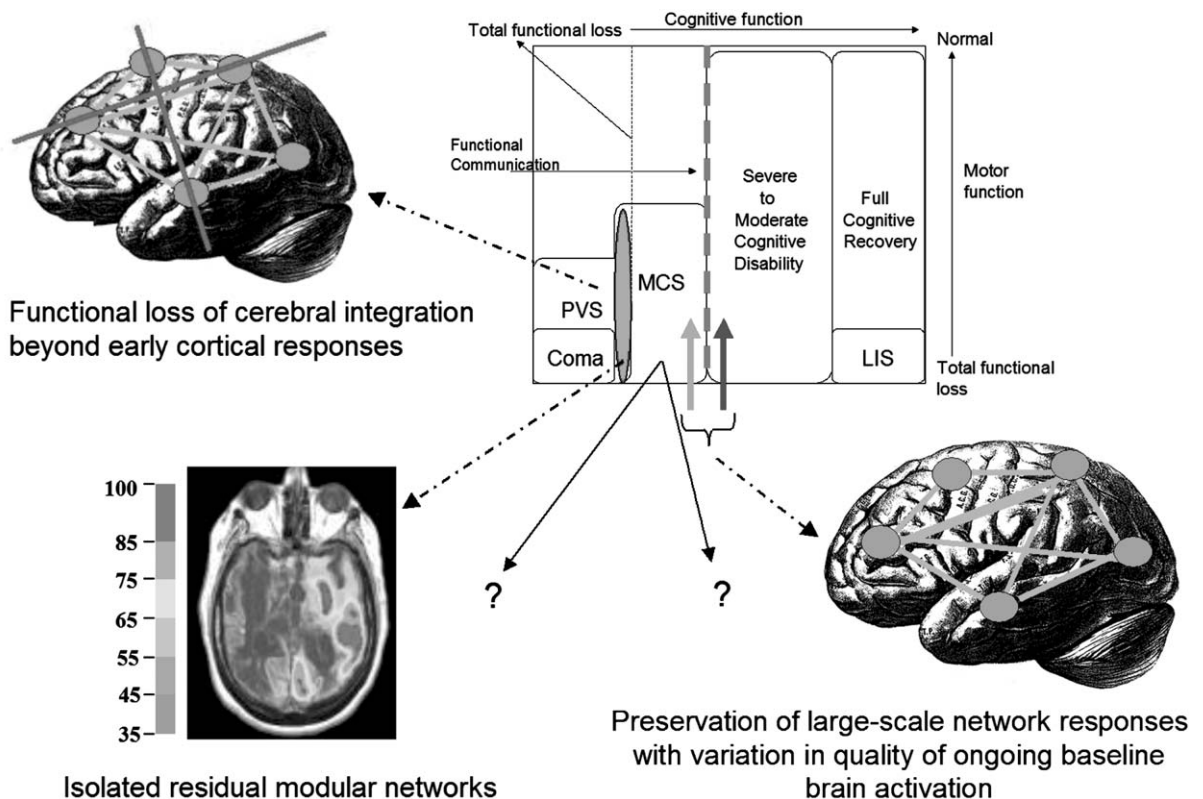 Cognitive function
Total functional loss
Normal
Functional
Communication
Motor
function
Severe
to
Moderate
Cognitive
Disability
Full
Cognitive
Recovery
MCS
PVS
Coma
LIS
Total functional
loss
Functional loss of cerebral integration
beyond early cortical responses
100
85
75
65
55
45
35
?
?
Isolated residual modular networks
Preservation of large-scale network responses
with variation in quality of ongoing baseline
brain activation